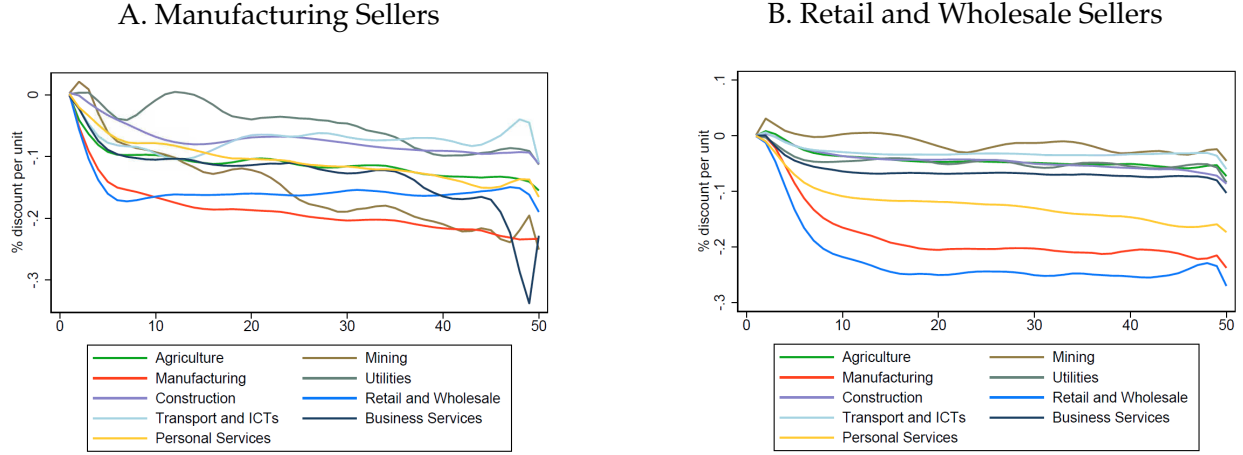 A. Manufacturing Sellers
% discount per unit
0
.1
.2
.3
0 10 20 30 40 50
Agriculture Mining
Manufacturing Utilities
Construction Retail and Wholesale
Transport and ICTs Business Services
Personal Services
B. Retail and Wholesale Sellers
% discount per unit
.1
0
-.1
-.2
-.3
0 10 20 30 40 50
Agriculture Mining
Manufacturing Utilities
Construction Retail and Wholesale
Transport and ICTs Business Services
Personal Services